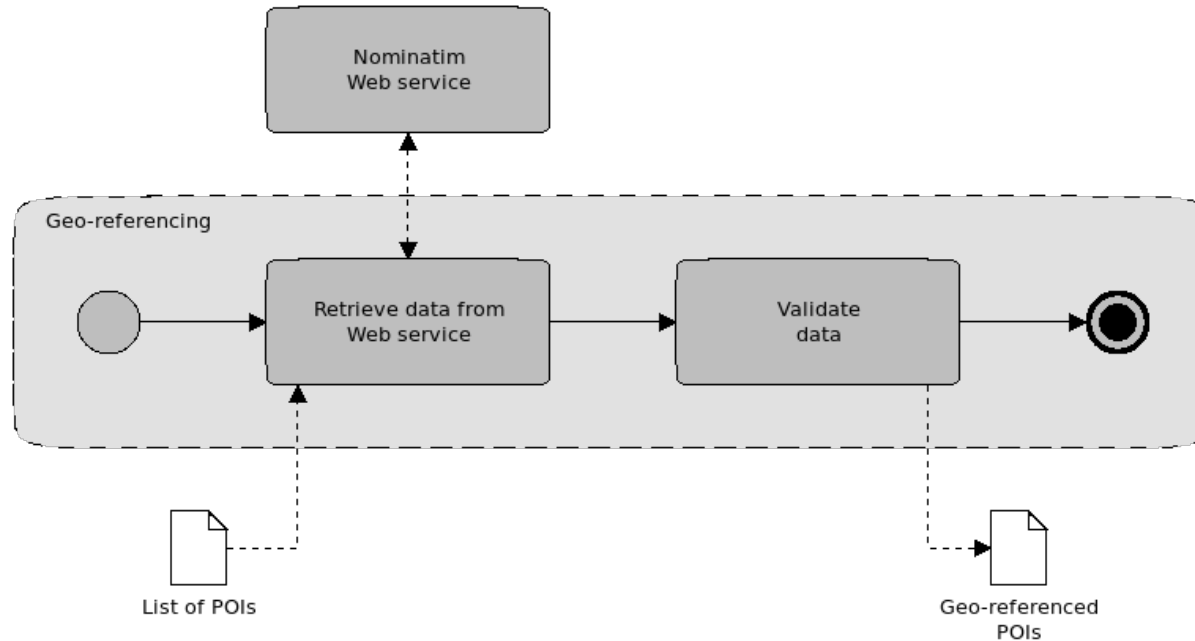 Nominatim
Web service
Geo-referencing
Retrieve data from
Web service
Validate
data
List of POIs
Geo-referenced
POIs